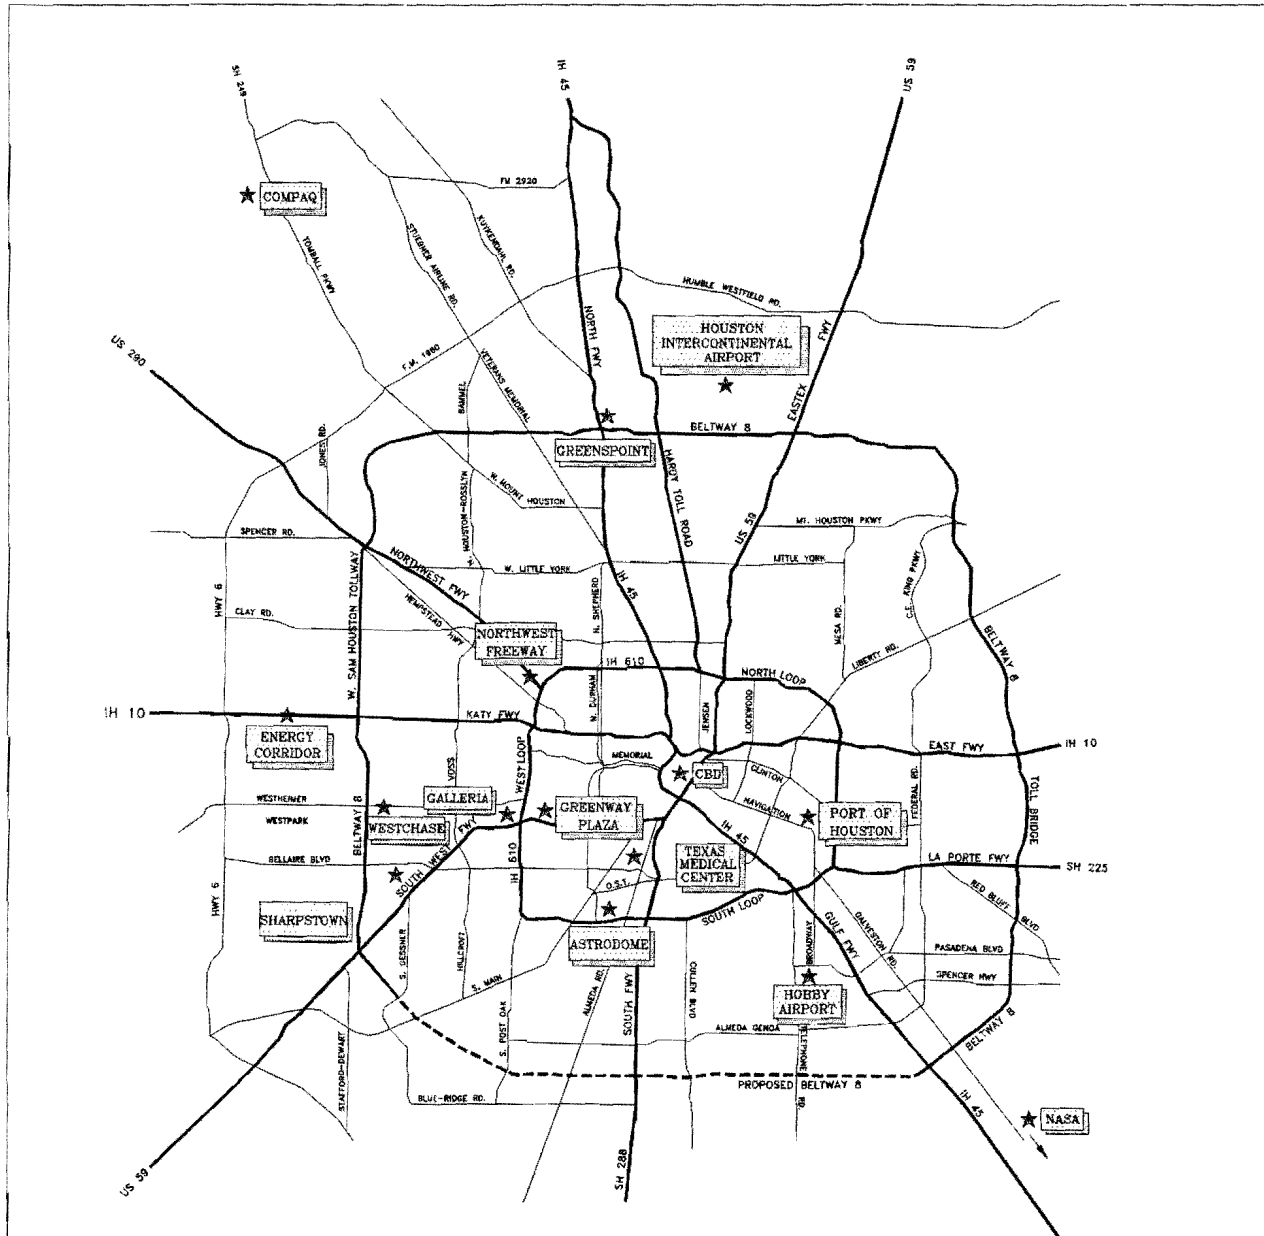 SH 249
IH 45
US 59
COMPAQ
FM 2920
KUYKENDAHL RD.
STUEBNER AIRLINE RD.
TOMBALL PKWY
HUMBLE WESTFIELD RD.
NORTH FWY
HOUSTON
INTERCONTINENTAL
AIRPORT
EASTEX FWY
US 290
F.M. 1960
VETERANS MEMORIAL
BAMMEL
JONES RD.
GREENSPOINT
BELTWAY 8
HARDY TOLL ROAD
W. MOUNT HOUSTON
N. HOUSTON-ROSSLYN
SPENCER RD.
US 59
MT. HOUSTON PKWY
NORTHWEST FWY
W. LITTLE YORK
LITTLE YORK
IH 45
C.E. KING PKWY
W. SAM HOUSTON TOLLWAY
HWY 6
CLAY RD.
HEMPSTEAD HWY
N. SHEPHERD
MESA RD.
LIBERTY RD.
BELTWAY 8
NORTHWEST
FREEWAY
IH 610
NORTH LOOP
N. DURHAM
JENSEN
LOCKWOOD
IH 10
KATY FWY
EAST FWY
IH 10
ENERGY
CORRIDOR
WEST LOOP
MEMORIAL
CBD
CLINTON
NAVIGATION
FEDERAL RD.
TOLL BRIDGE
VOSS
GALLERIA
WESTHEIMER
WESTPARK
WESTCHASE
GREENWAY
PLAZA
PORT OF
HOUSTON
IH 45
BELTWAY 8
SOUTH WEST FWY
BELLAIRE BLVD
IH 610
TEXAS
MEDICAL
CENTER
LA PORTE FWY
SH 225
O.S.T.
RED BLUFF BLVD
HWY 6
SHARPSTOWN
SOUTH LOOP
ASTRODOME
BROADWAY
GULF FWY
GALVESTON RD.
PASADENA BLVD
SPENCER HWY
S. GESSNER
HILLCROFT
S. MAIN
ALMEDA RD.
SOUTH FWY
CULLEN BLVD
HOBBY
AIRPORT
S. POST OAK
ALMEDA GENOA
TELEPHONE RD.
BELTWAY 8
STAFFORD-DEWART
BLUE-RIDGE RD.
PROPOSED BELTWAY 8
IH 45
NASA
US 59
SH 288